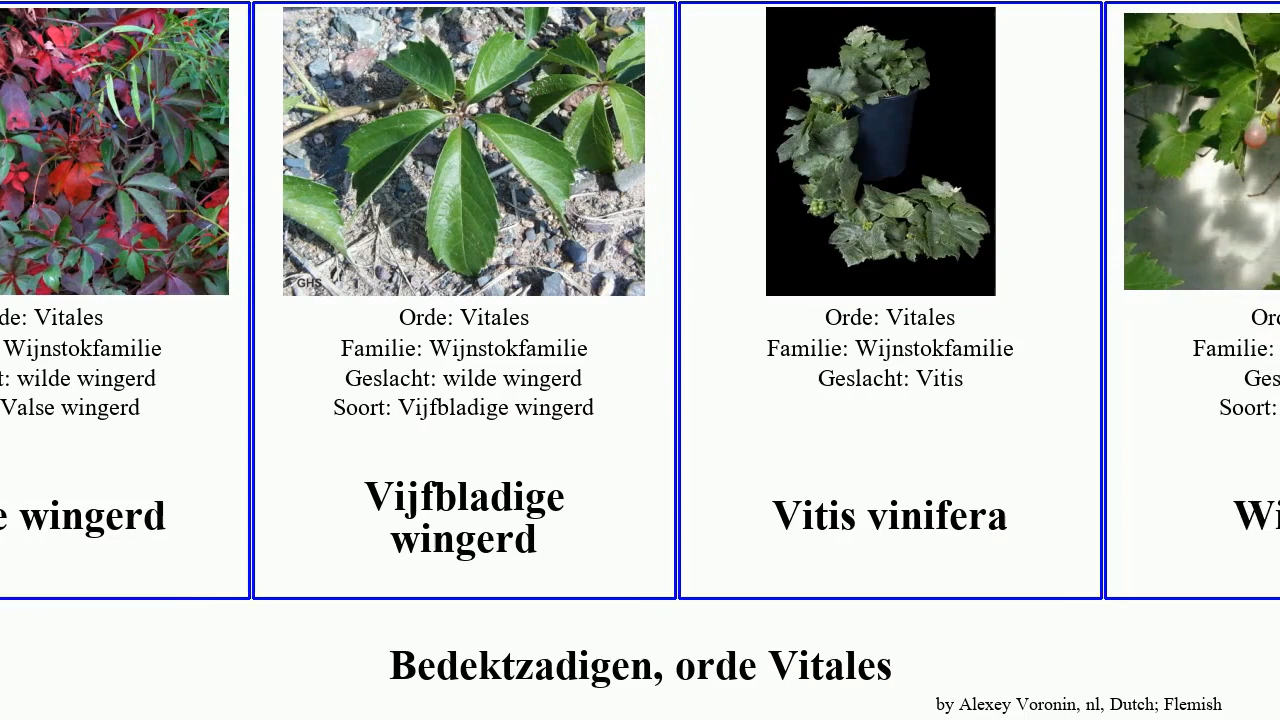 de: Vitales
Wijnstokfamilie
t: wilde wingerd
Valse wingerd
e wingerd
GHS
Orde: Vitales
Familie: Wijnstokfamilie
Geslacht: wilde wingerd
Soort: Vijfbladige wingerd
Vijfbladige
wingerd
Orde: Vitales
Familie: Wijnstokfamilie
Geslacht: Vitis
Vitis vinifera
Ord
Familie:
Ges
Soort:
Wi
Bedektzadigen, orde Vitales
by Alexey Voronin, nl, Dutch; Flemish